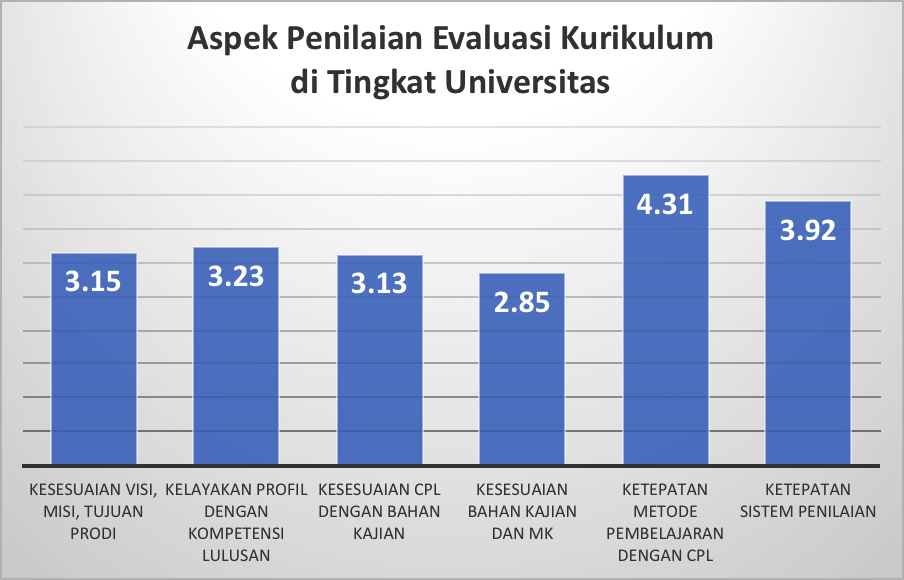 Aspek Penilaian Evaluasi Kurikulum
di Tingkat Universitas
3.15
3.23
3.13
2.85
4.31
3.92
KESESUAIAN VISI,
MISI, TUJUAN
PRODI
KELAYAKAN PROFIL
DENGAN
KOMPETENSI
LULUSAN
KESESUAIAN CPL
DENGAN BAHAN
KAJIAN
KESESUAIAN
BAHAN KAJIAN
DAN MK
KETEPATAN
METODE
PEMBELAJARAN
DENGAN CPL
KETEPATAN
SISTEM PENILAIAN